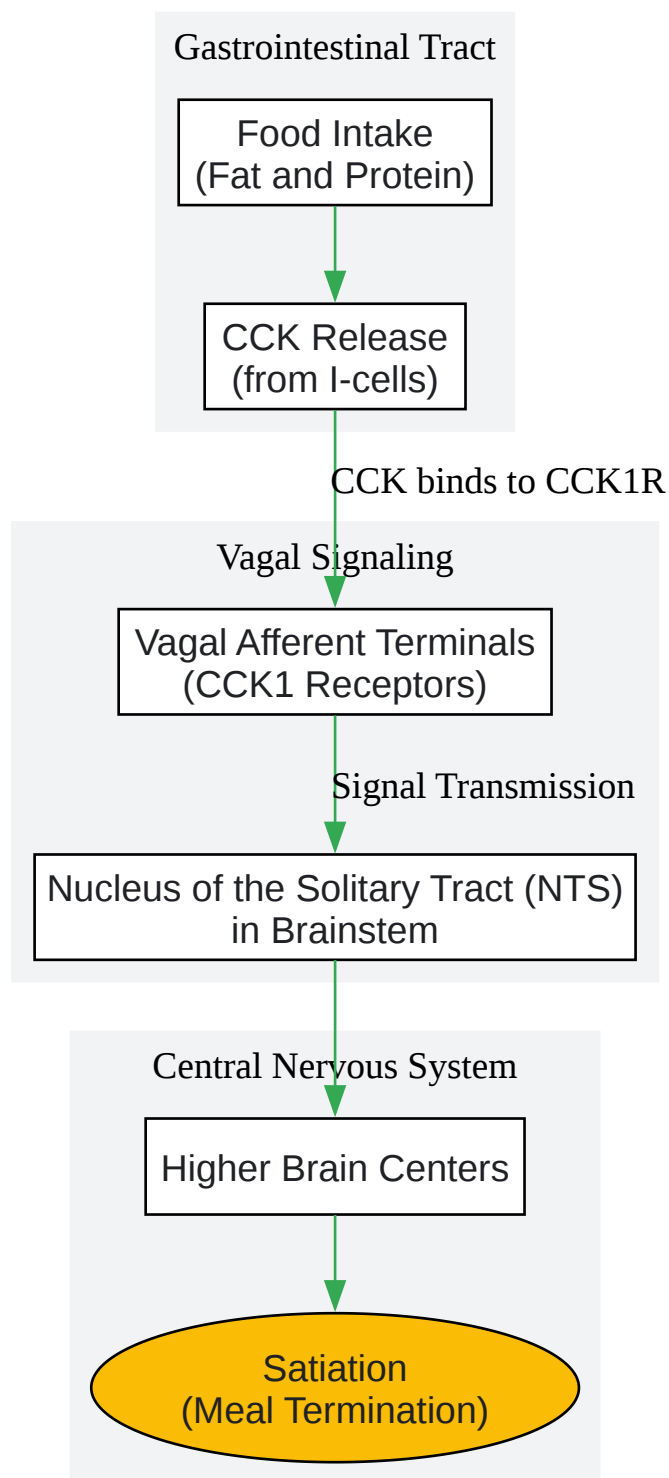 Gastrointestinal Tract
Food Intake
(Fat and Protein)
CCK Release
(from I-cells)
CCK binds to CCK1R
Vagal Signaling
Vagal Afferent Terminals
(CCK1 Receptors)
Signal Transmission
Nucleus of the Solitary Tract (NTS)
in Brainstem
Central Nervous System
Higher Brain Centers
Satiation
(Meal Termination)